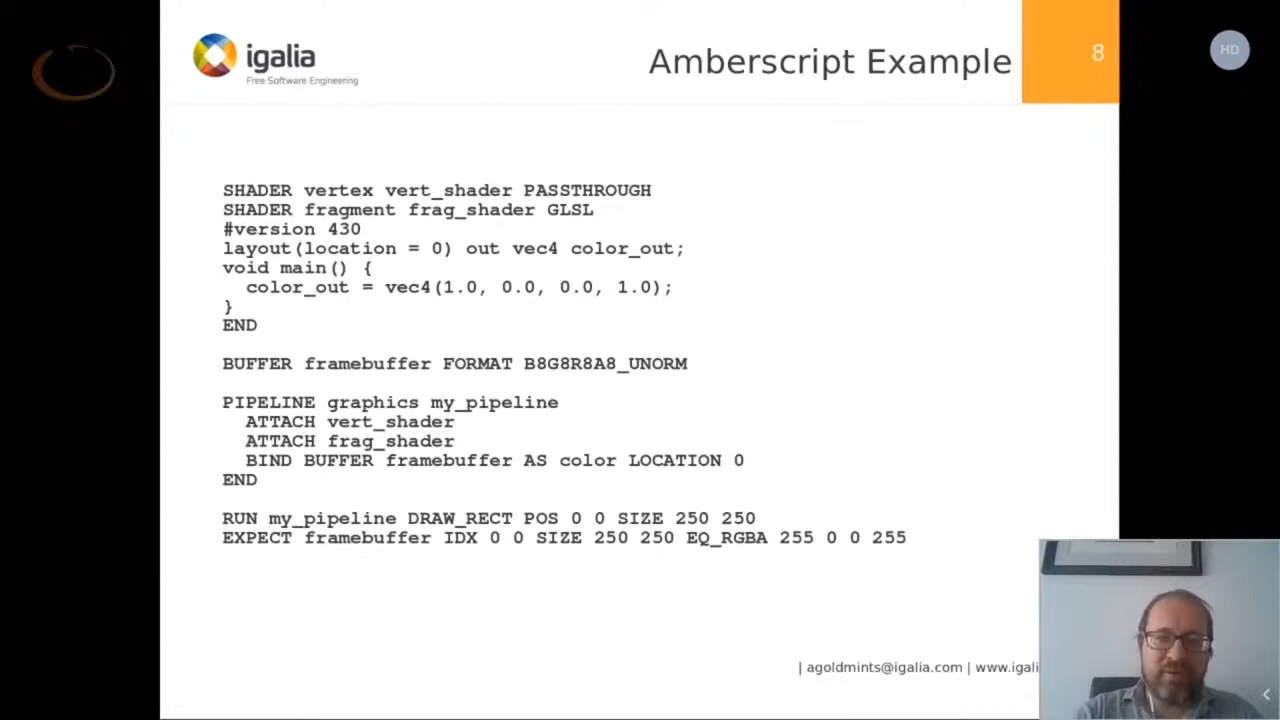 igalia
Free Software Engineering
Amberscript Example
8
HD
SHADER vertex vert_shader PASSTHROUGH
SHADER fragment frag_shader GLSL
#version 430
layout(location = 0) out vec4 color_out;
void main() {
  color_out = vec4(1.0, 0.0, 0.0, 1.0);
}
END
BUFFER framebuffer FORMAT B8G8R8A8_UNORM
PIPELINE graphics my_pipeline
  ATTACH vert_shader
  ATTACH frag_shader
  BIND BUFFER framebuffer AS color LOCATION 0
END
RUN my_pipeline DRAW_RECT POS 0 0 SIZE 250 250
EXPECT framebuffer IDX 0 0 SIZE 250 250 EQ_RGBA 255 0 0 255
| agoldmints@igalia.com | www.igali